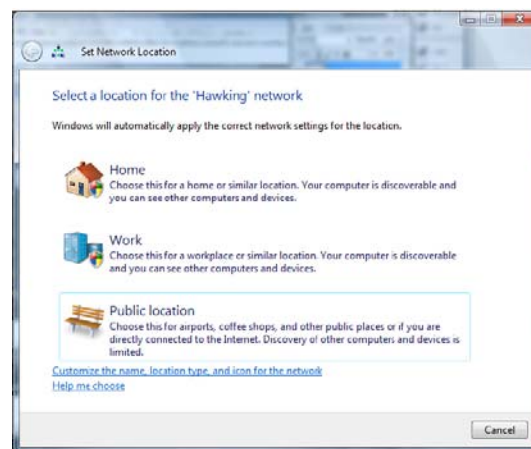 Set Network Location
Select a location for the 'Hawking' network
Windows will automatically apply the correct network settings for the location.
Home
Choose this for a home or similar location. Your computer is discoverable and
you can see other computers and devices.
Work
Choose this for a workplace or similar location. Your computer is discoverable
and you can see other computers and devices.
Public location
Choose this for airports, coffee shops, and other public places or if you are
directly connected to the Internet. Discovery of other computers and devices is
limited.
Customize the name, location type, and icon for the network
Help me choose
Cancel